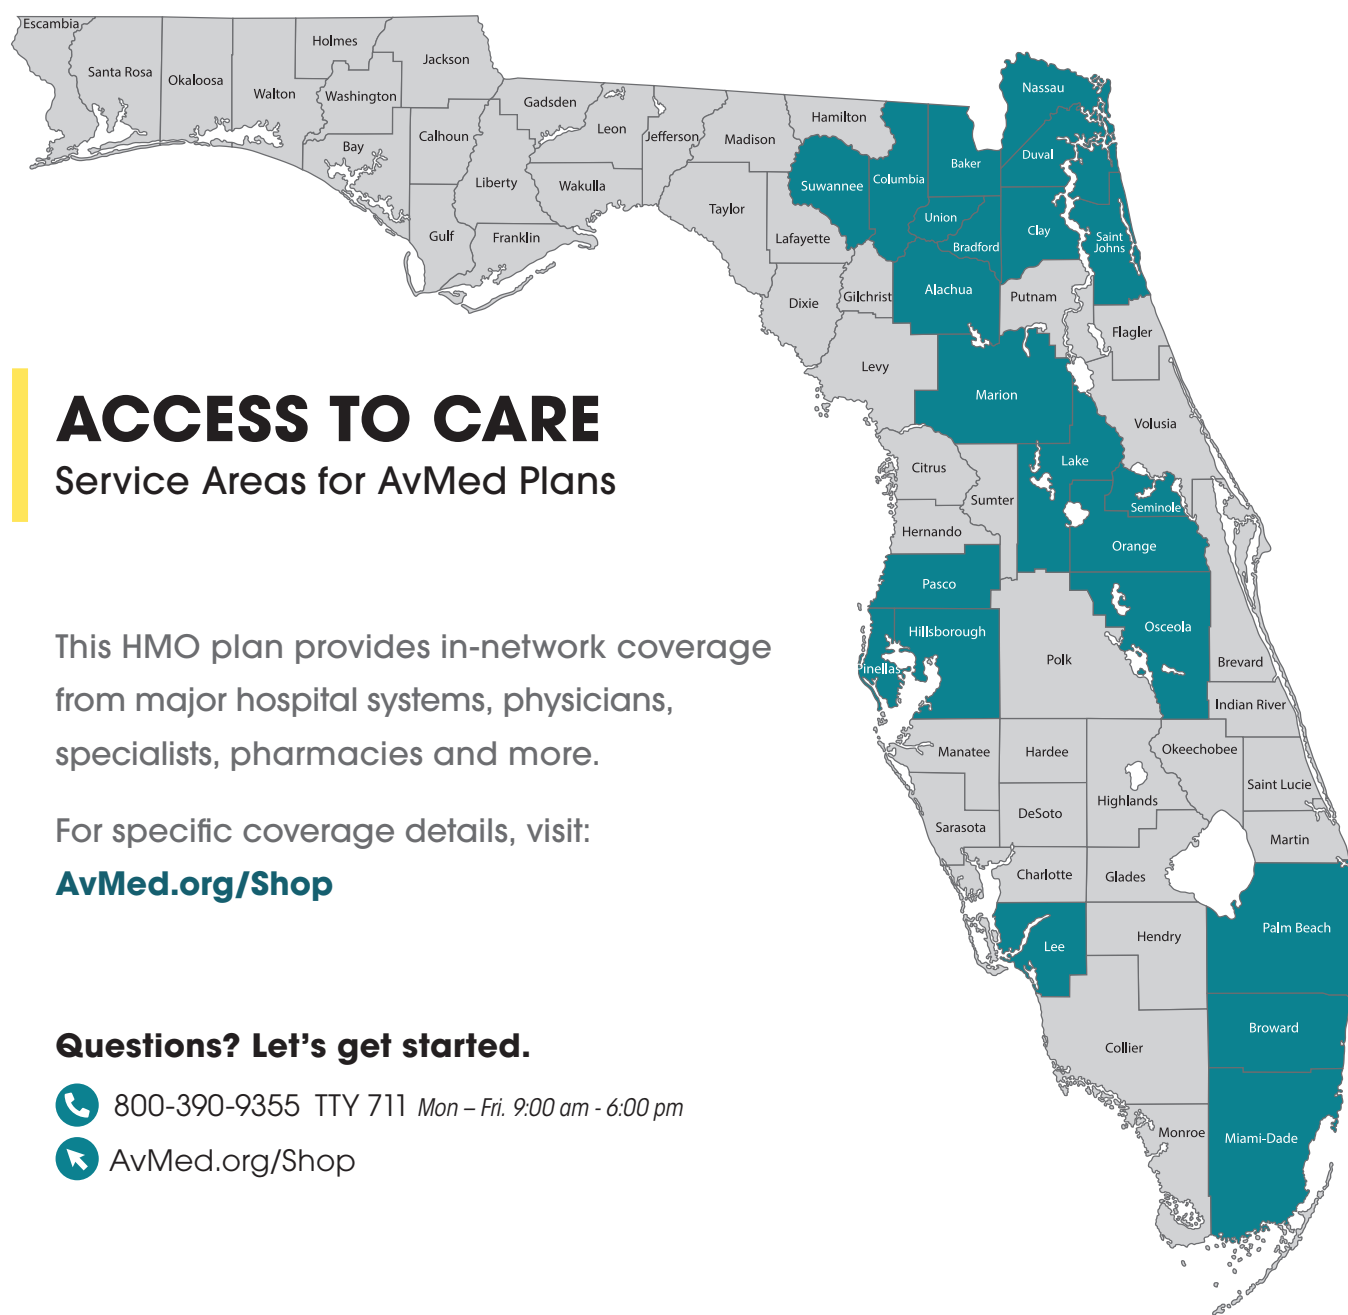 Escambia
Santa Rosa
Okaloosa
Walton
Holmes
Washington
Jackson
Bay
Calhoun
Gulf
Liberty
Gadsden
Franklin
Leon
Wakulla
Jefferson
Madison
Taylor
Hamilton
Suwannee
Lafayette
Dixie
Columbia
Gilchrist
Baker
Union
Bradford
Alachua
Levy
Nassau
Duval
Clay
Saint
Johns
Putnam
Flagler
Marion
Volusia
Citrus
Sumter
Lake
Hernando
Seminole
Orange
Pasco
Hillsborough
Pinellas
Polk
Osceola
Brevard
Indian River
Manatee
Hardee
Okeechobee
Highlands
Saint Lucie
Sarasota
DeSoto
Martin
Charlotte
Glades
Lee
Hendry
Palm Beach
Broward
Collier
Monroe
Miami-Dade
ACCESS TO CARE
Service Areas for AvMed Plans
This HMO plan provides in-network coverage
from major hospital systems, physicians,
specialists, pharmacies and more.
For specific coverage details, visit:
AvMed.org/Shop
Questions? Let’s get started.
800-390-9355 TTY 711 Mon – Fri. 9:00 am - 6:00 pm
AvMed.org/Shop